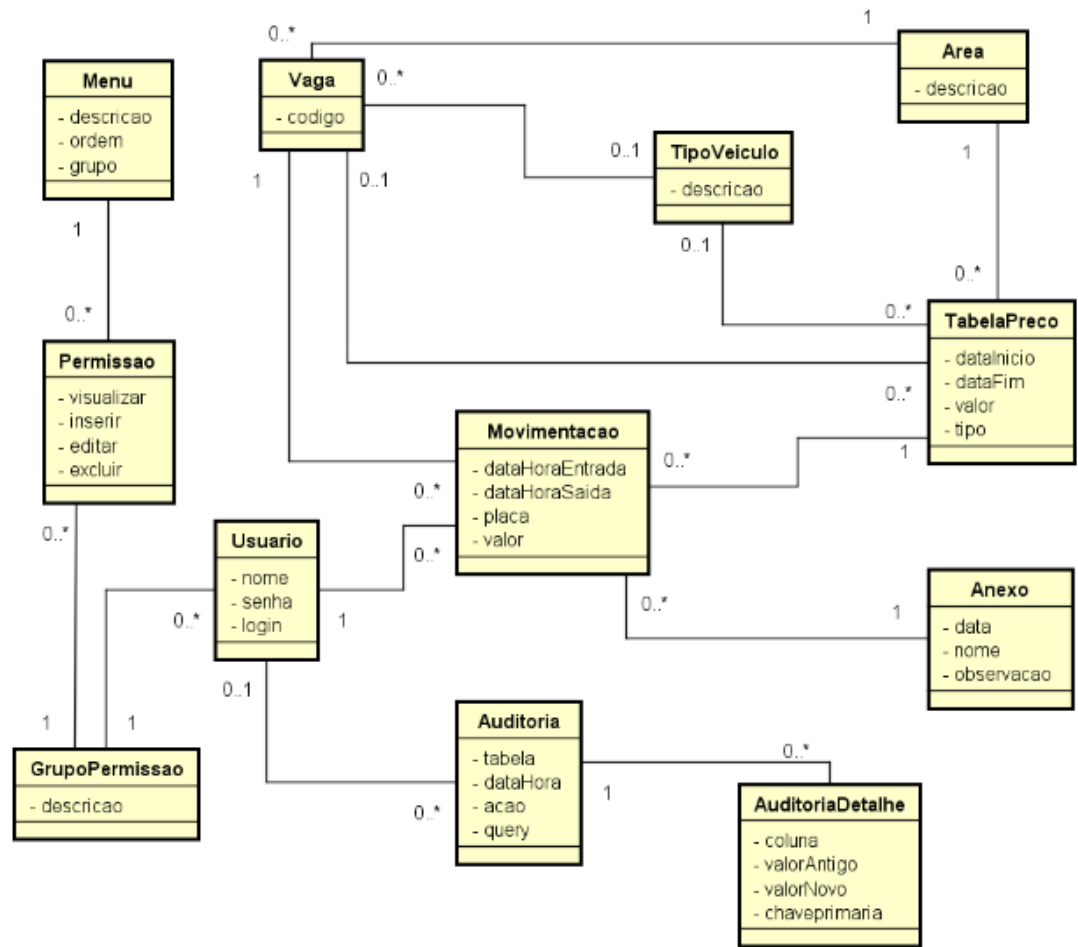 0..*
1
Area
- descricao
Menu
- descricao
- ordem
- grupo
Vaga
- codigo
0..*
0..1
TipoVeiculo
- descricao
1
0..1
1
1
0..1
0..*
0..*
0..*
TabelaPreco
- dataInicio
- dataFim
- valor
- tipo
Permissao
- visualizar
- inserir
- editar
- excluir
0..*
Movimentacao
- dataHoraEntrada
- dataHoraSaida
- placa
- valor
0..*
1
0..*
0..*
0..*
Usuario
- nome
- senha
- login
0..*
1
0..*
1
Anexo
- data
- nome
- observacao
0..1
1
1
GrupoPermissao
- descricao
Auditoria
- tabela
- dataHora
- acao
- query
0..*
1
0..*
AuditoriaDetalhe
- coluna
- valorAntigo
- valorNovo
- chaveprimaria